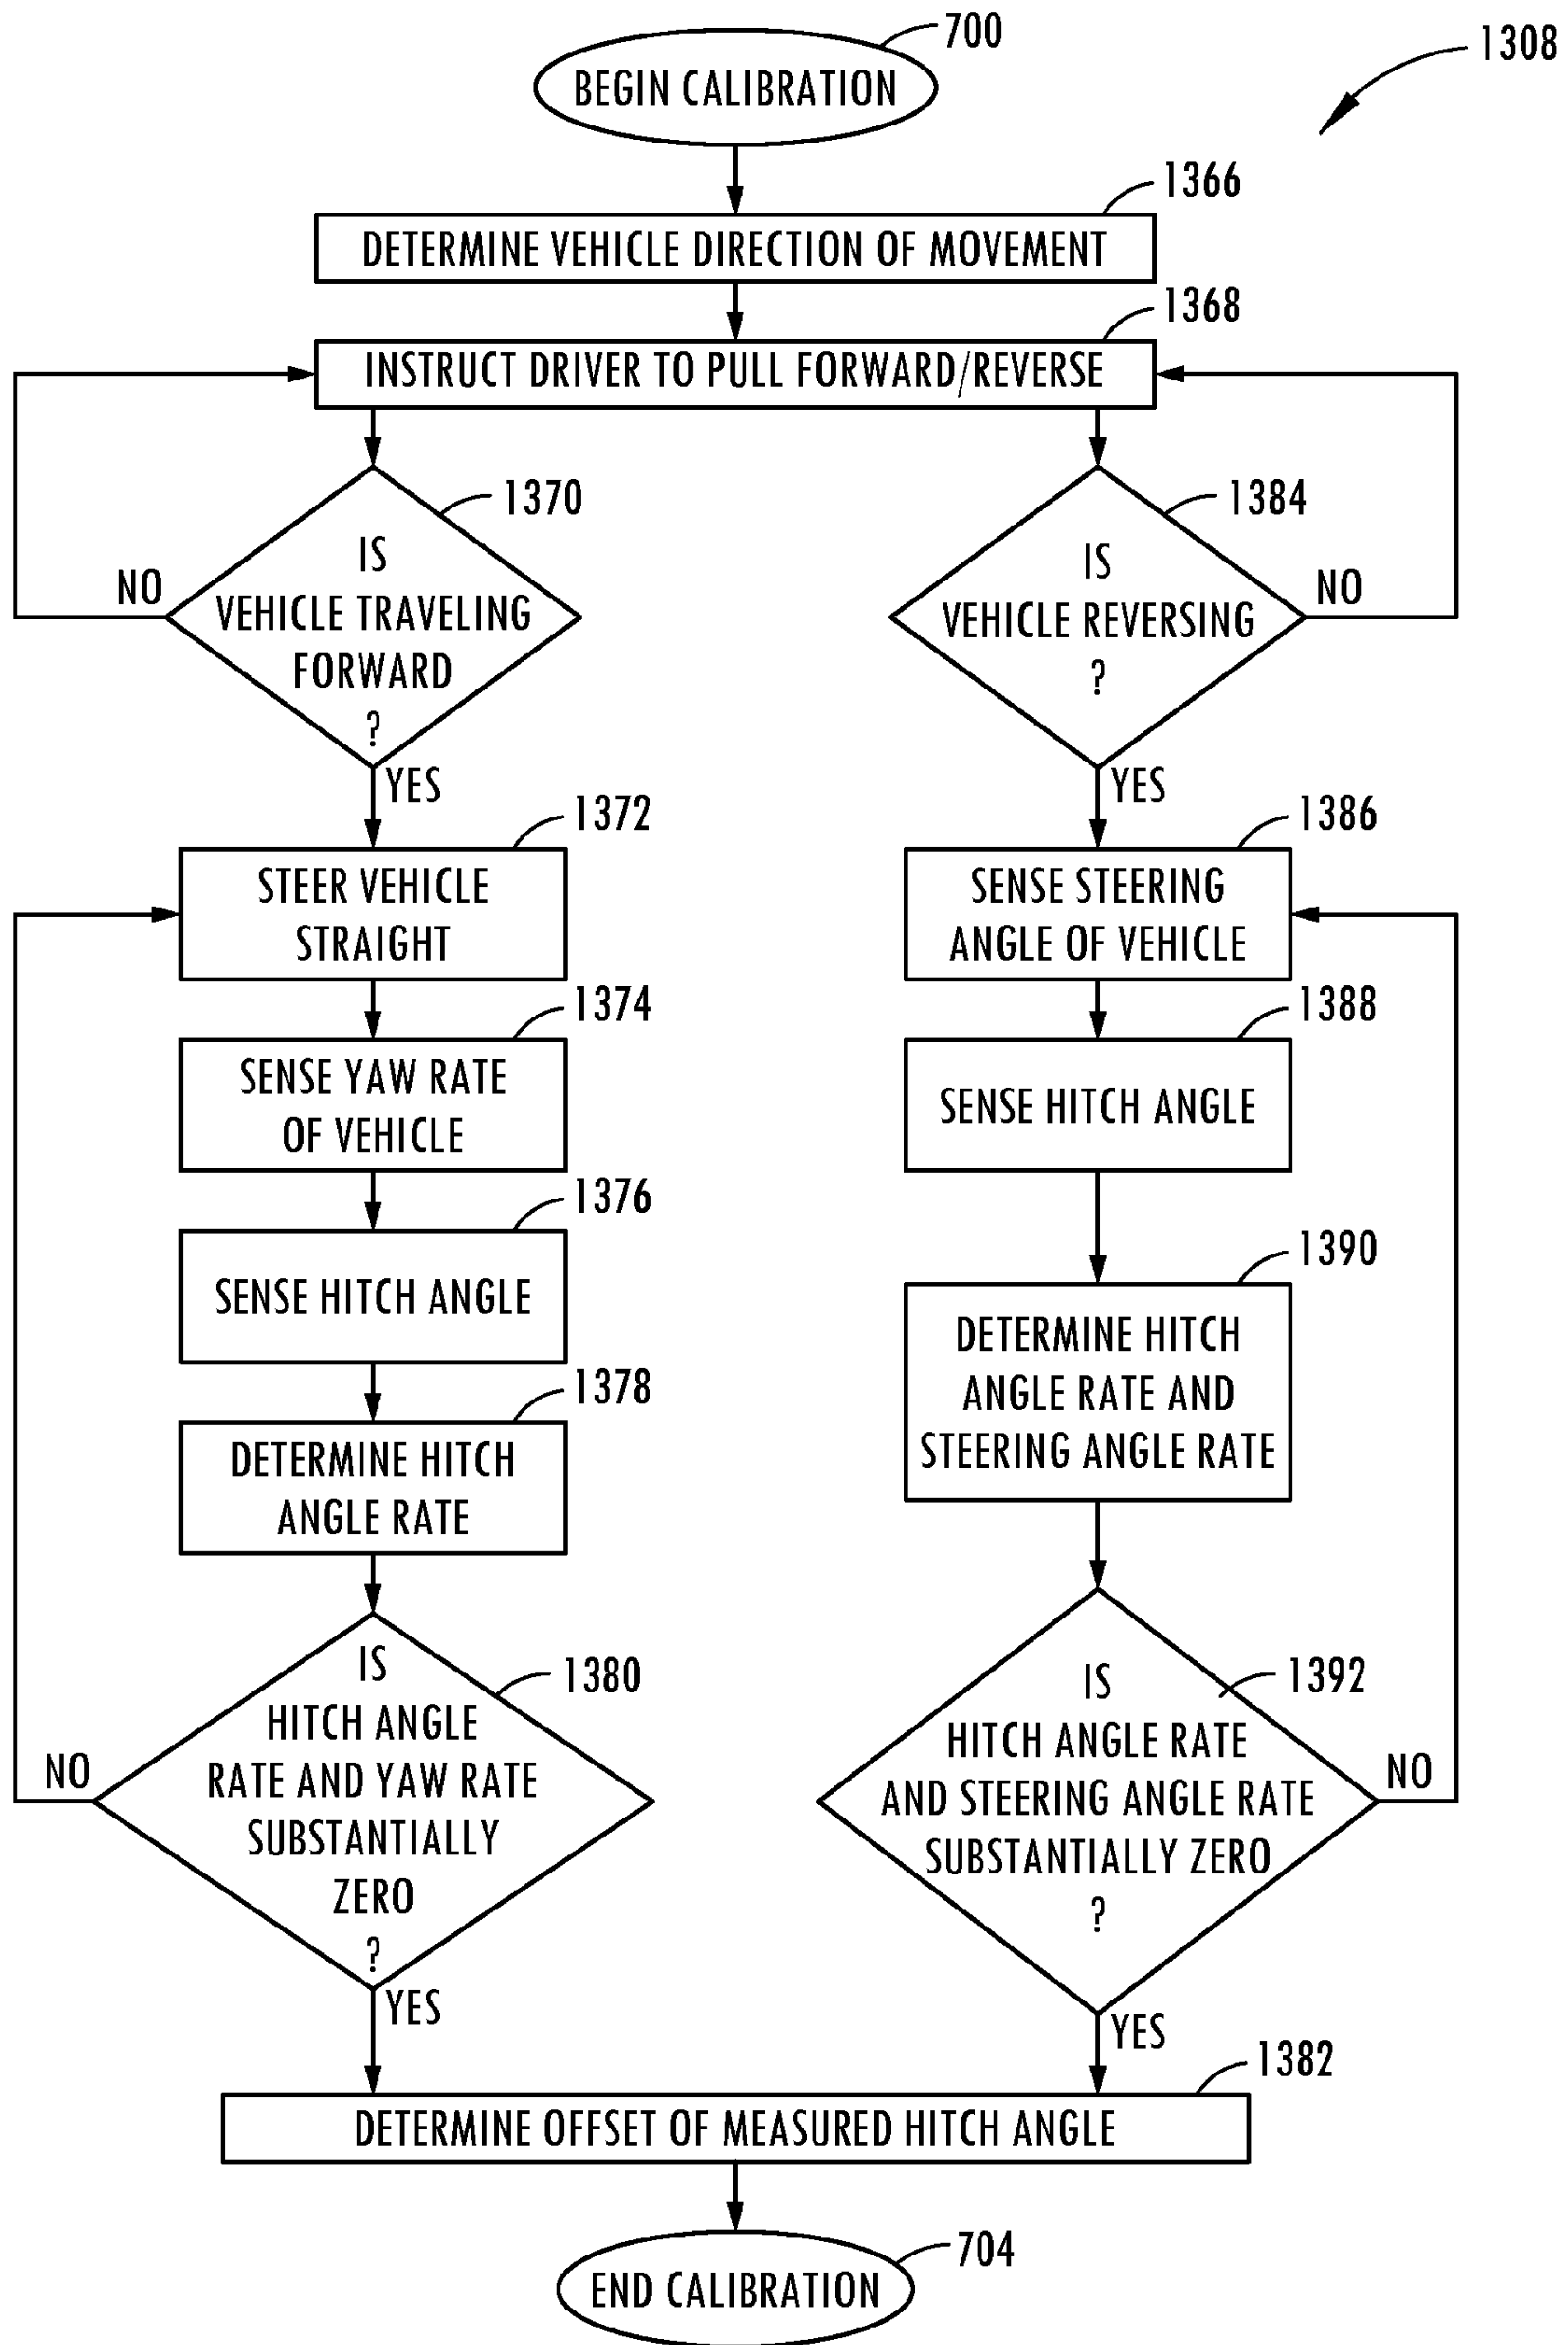 700
1308
BEGIN CALIBRATION
1366
DETERMINE VEHICLE DIRECTION OF MOVEMENT
1368
INSTRUCT DRIVER TO PULL FORWARD/REVERSE
1370
IS
VEHICLE TRAVELING
FORWARD
?
NO
YES
1372
STEER VEHICLE
STRAIGHT
1374
SENSE YAW RATE
OF VEHICLE
1376
SENSE HITCH ANGLE
1378
DETERMINE HITCH
ANGLE RATE
1380
IS
HITCH ANGLE
RATE AND YAW RATE
SUBSTANTIALLY
ZERO
?
NO
YES
1384
IS
VEHICLE REVERSING
?
NO
YES
1386
SENSE STEERING
ANGLE OF VEHICLE
1388
SENSE HITCH ANGLE
1390
DETERMINE HITCH
ANGLE RATE AND
STEERING ANGLE RATE
1392
IS
HITCH ANGLE RATE
AND STEERING ANGLE RATE
SUBSTANTIALLY ZERO
?
NO
YES
1382
DETERMINE OFFSET OF MEASURED HITCH ANGLE
704
END CALIBRATION